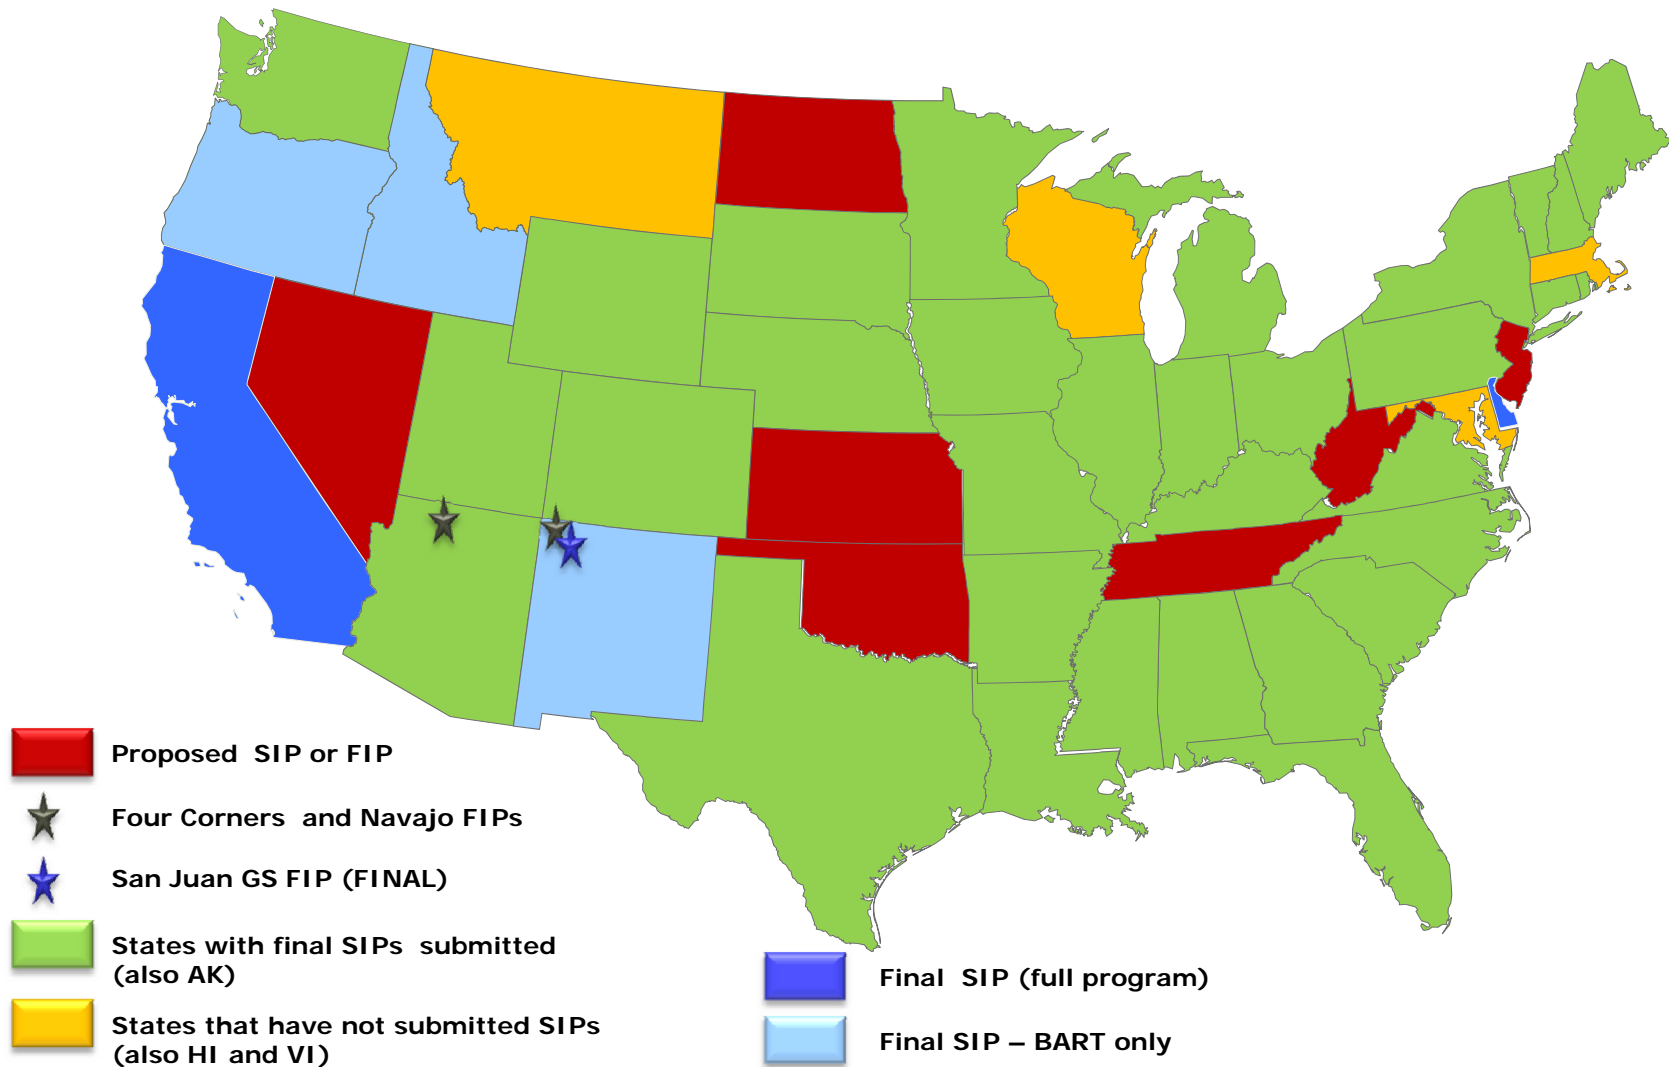 Proposed SIP or FIP
Four Corners and Navajo FIPs
San Juan GS FIP (FINAL)
States with final SIPs submitted
(also AK)
States that have not submitted SIPs
(also HI and VI)
Final SIP (full program)
Final SIP – BART only